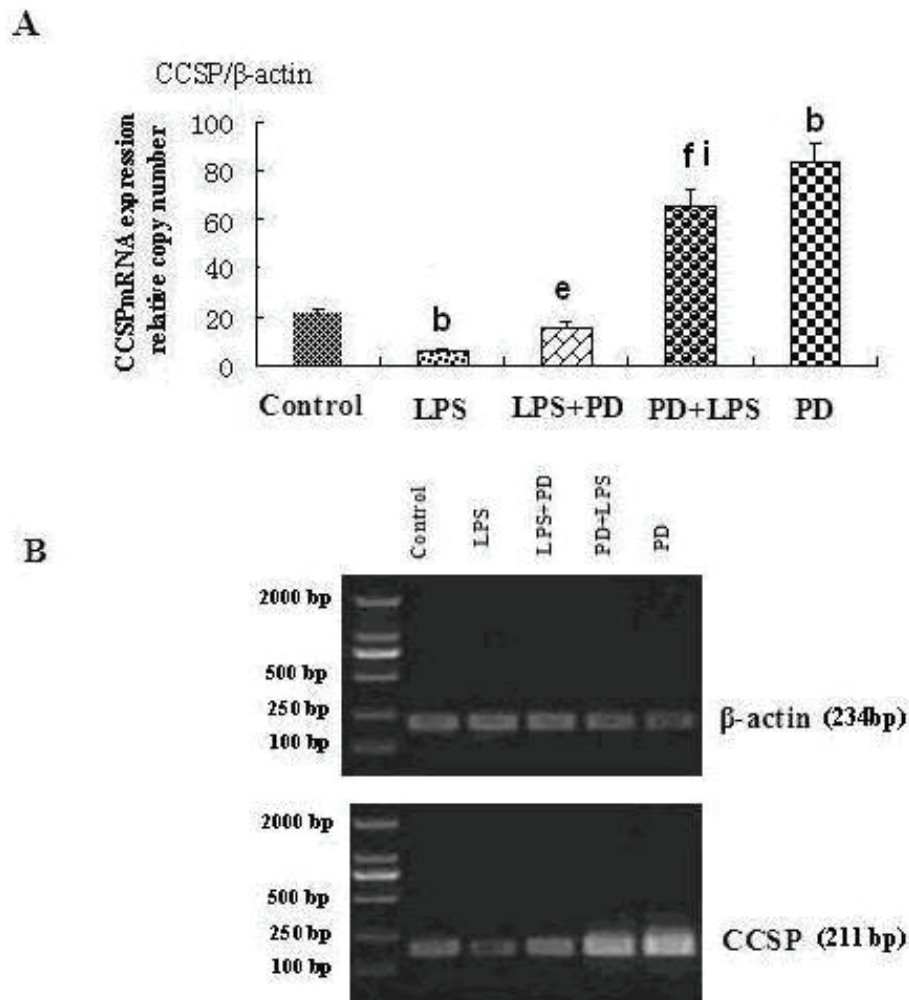 A
CCSP/β-actin
CCSPmRNA expression
relative copy number
100
80
60
40
20
0
b
e
f i
b
Control LPS LPS+PD PD+LPS PD
B
Control LPS LPS+PD PD+LPS PD
2000 bp
500 bp
250 bp
100 bp
β-actin (234bp)
2000 bp
500 bp
250 bp
100 bp
CCSP (211bp)